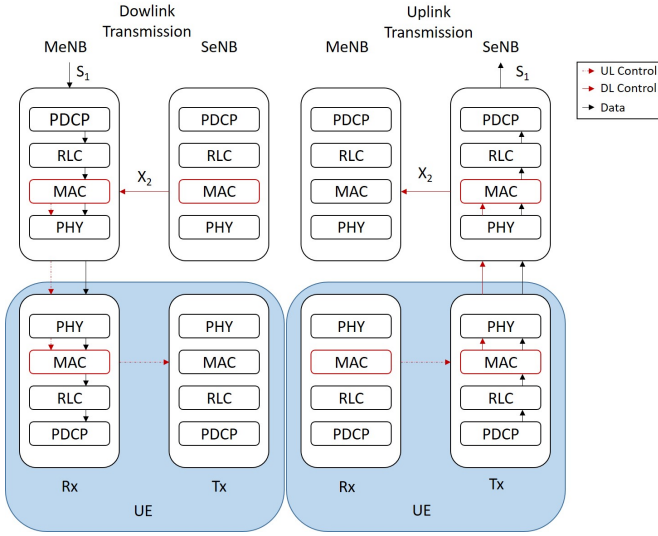 Dowlink
Transmission
Uplink
Transmission
MeNB
SeNB
MeNB
SeNB
S1
S1
UL Control
DL Control
Data
PDCP
RLC
MAC
PHY
PDCP
RLC
MAC
PHY
PDCP
RLC
MAC
PHY
PDCP
RLC
MAC
PHY
X2
X2
PHY
MAC
RLC
PDCP
PHY
MAC
RLC
PDCP
PHY
MAC
RLC
PDCP
PHY
MAC
RLC
PDCP
Rx
Tx
Rx
Tx
UE
UE